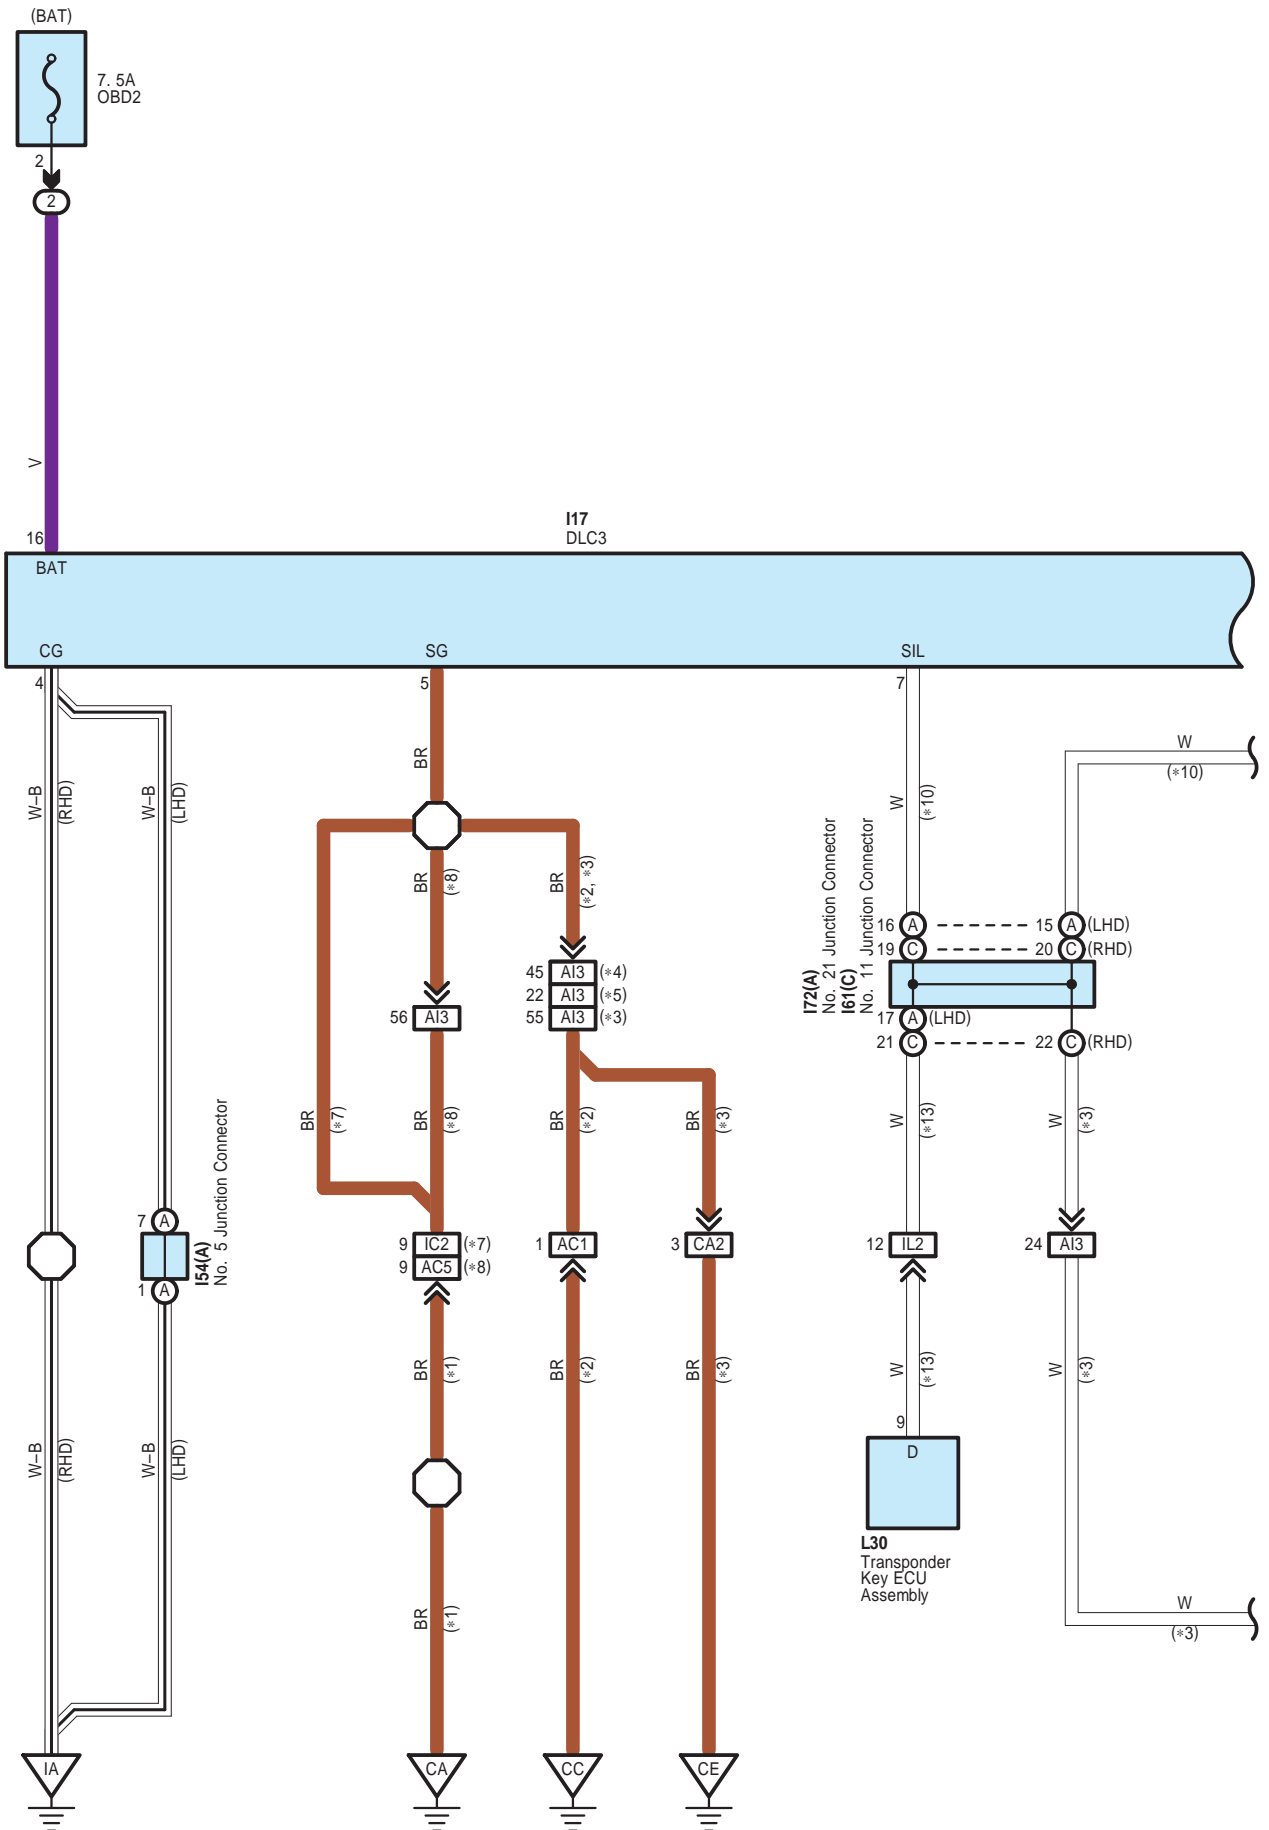 (BAT)
7. 5A
OBD2
2
2
V
16
I17
DLC3
BAT
CG
SG
SIL
4
5
7
W–B
(RHD)
W–B
(LHD)
BR
W
(*10)
W
(*10)
BR
(*8)
BR
(*2, *3)
I72(A)
No. 21 Junction Connector
I61(C)
No. 11 Junction Connector
16 A
15 A (LHD)
19 C
20 C (RHD)
45 AI3 (*4)
22 AI3 (*5)
55 AI3 (*3)
56 AI3
17 A (LHD)
21 C
22 C (RHD)
BR
(*7)
BR
(*8)
BR
(*2)
BR
(*3)
W
(*13)
W
(*3)
7 A
I54(A)
No. 5 Junction Connector
1 A
9 IC2 (*7)
9 AC5 (*8)
1 AC1
3 CA2
12 IL2
24 AI3
W–B
(RHD)
W–B
(LHD)
BR
(*1)
BR
(*2)
BR
(*3)
W
(*13)
W
(*3)
9
D
L30
Transponder
Key ECU
Assembly
BR
(*1)
W
(*3)
IA
CA
CC
CE